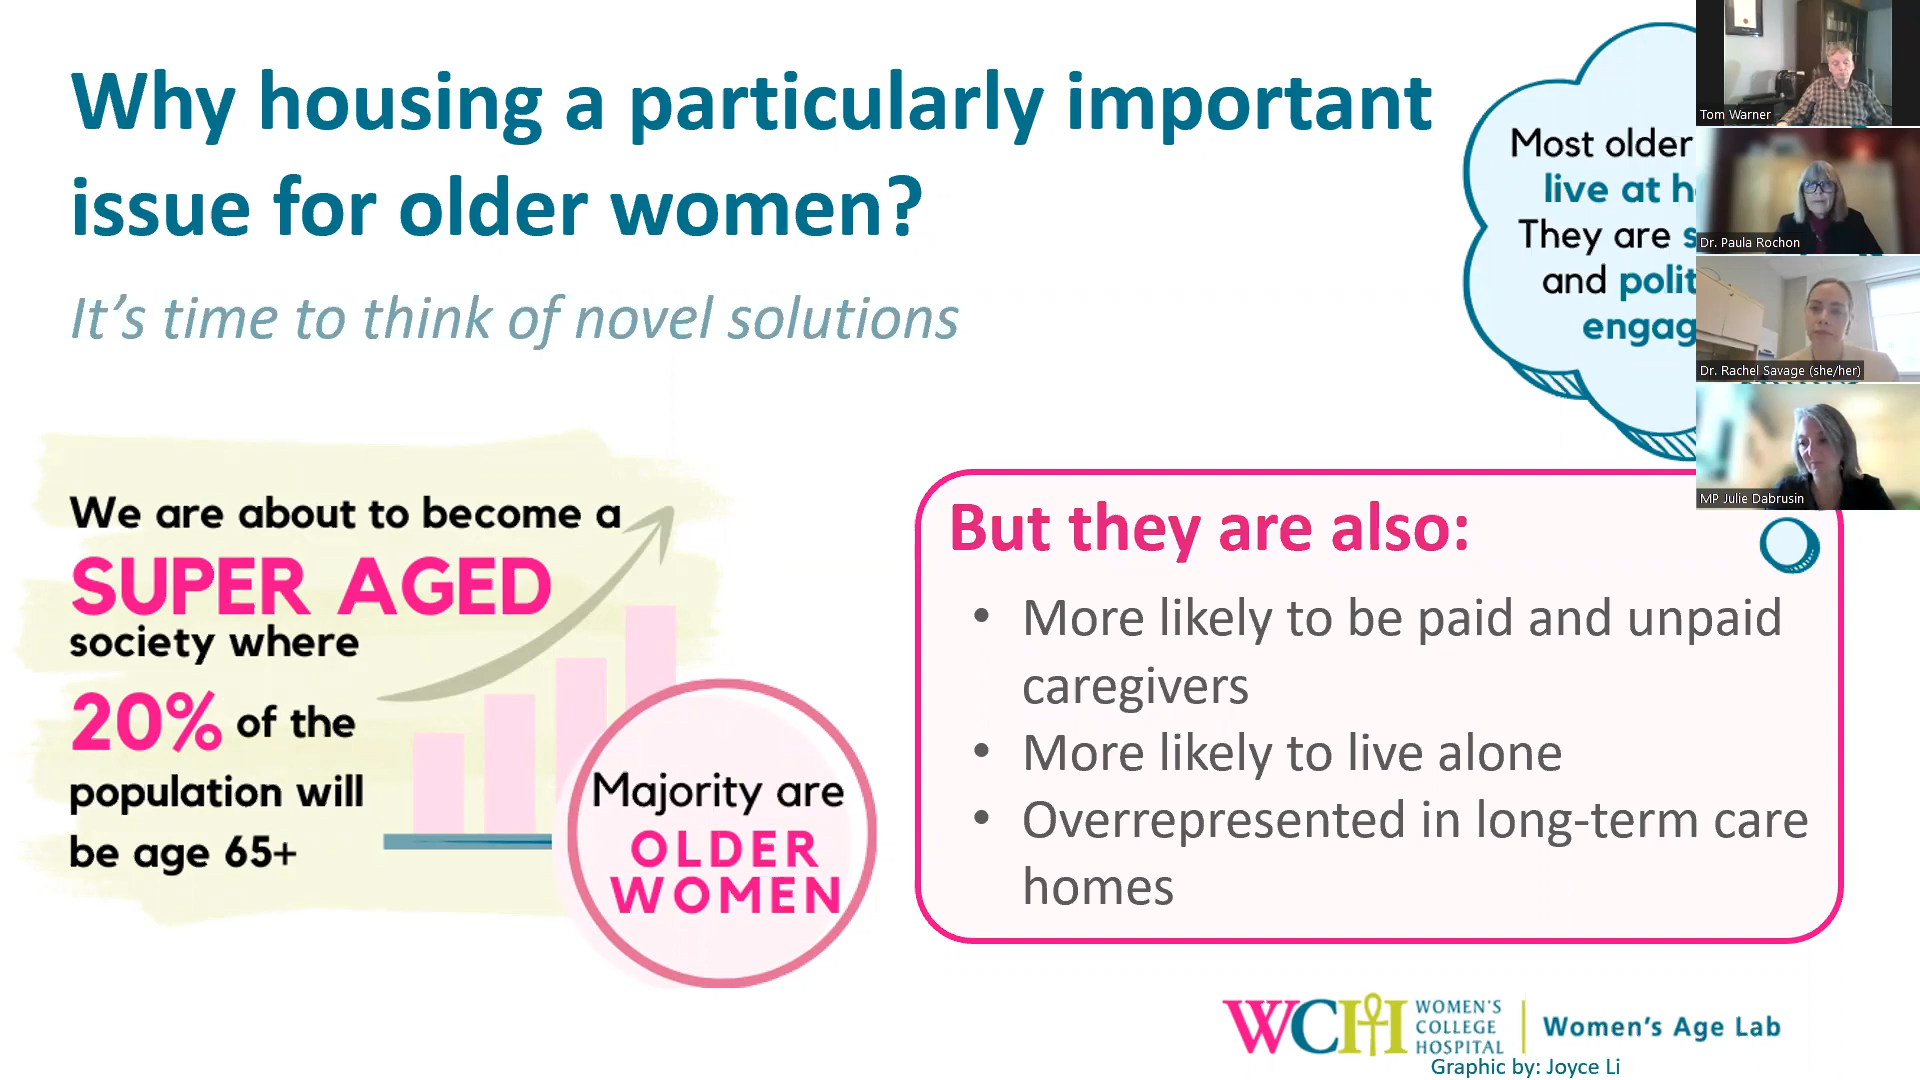 Why housing a particularly important
issue for older women?
It's time to think of novel solutions
Most older
live at
They are
and
We are about to become a
SUPER AGED
society where
20% of the
population will
be age 65+
Majority are
OLDER
WOMEN
But they are also:
• More likely to be paid and unpaid
caregivers
• More likely to live alone
• Overrepresented in long-term care
homes
WCH
WOMEN'S
COLLEGE
HOSPITAL
Women's Age Lab
Graphic by: Joyce Li
Tom Warner
Dr. Paula Rochon
Dr. Rachel Savage (she/her)
MP Julie Dabrusin